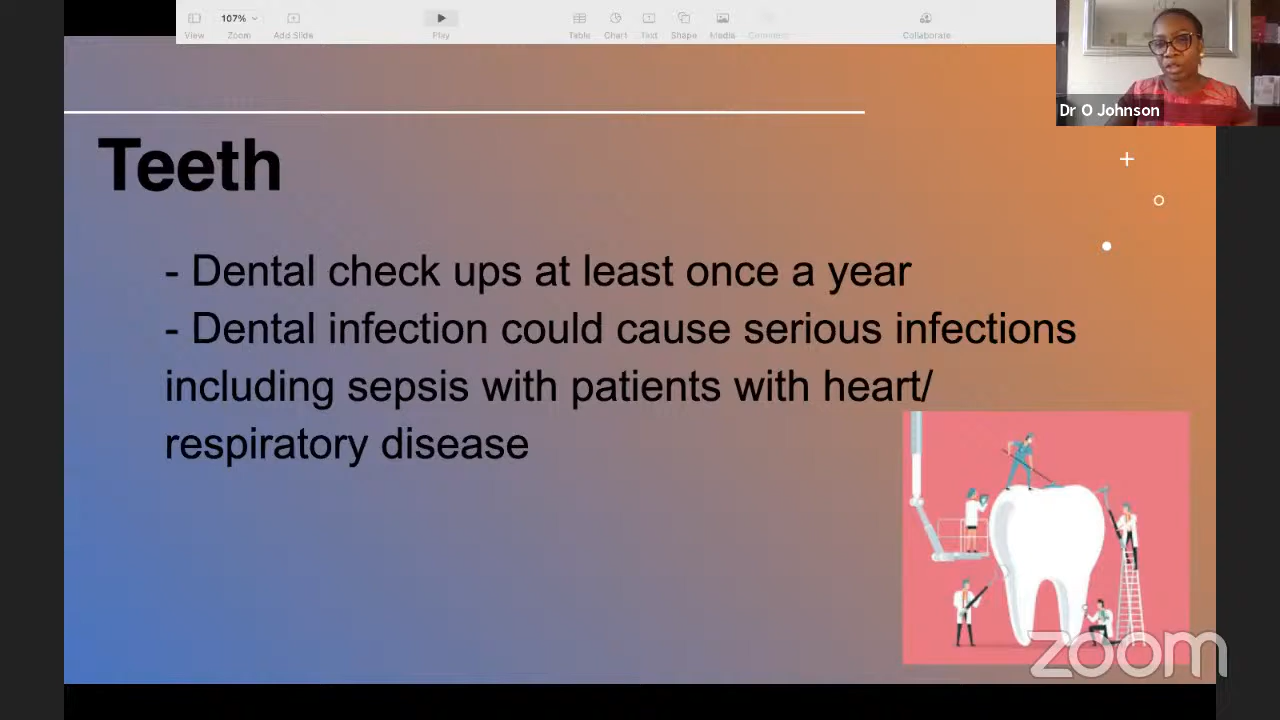 107%
View
Zoom
Add Slide
Play
Table
Chart
Text
Shape
Media
Comment
Collaborate
Dr O Johnson
Teeth
- Dental check ups at least once a year
- Dental infection could cause serious infections
including sepsis with patients with heart/
respiratory disease
zoom